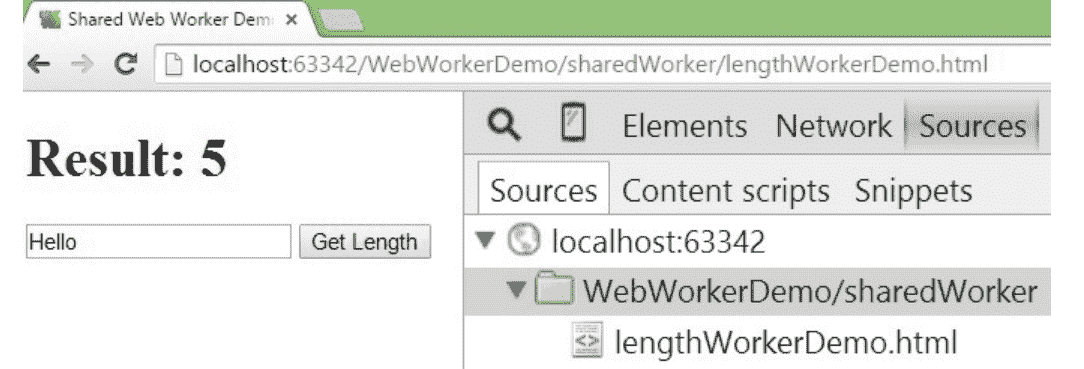 Shared Web Worker Dem
localhost:63342/WebWorkerDemo/sharedWorker/lengthWorkerDemo.html
Result: 5
Hello Get Length
Elements Network Sources
Sources Content scripts Snippets
localhost:63342
WebWorkerDemo/sharedWorker
lengthWorkerDemo.html